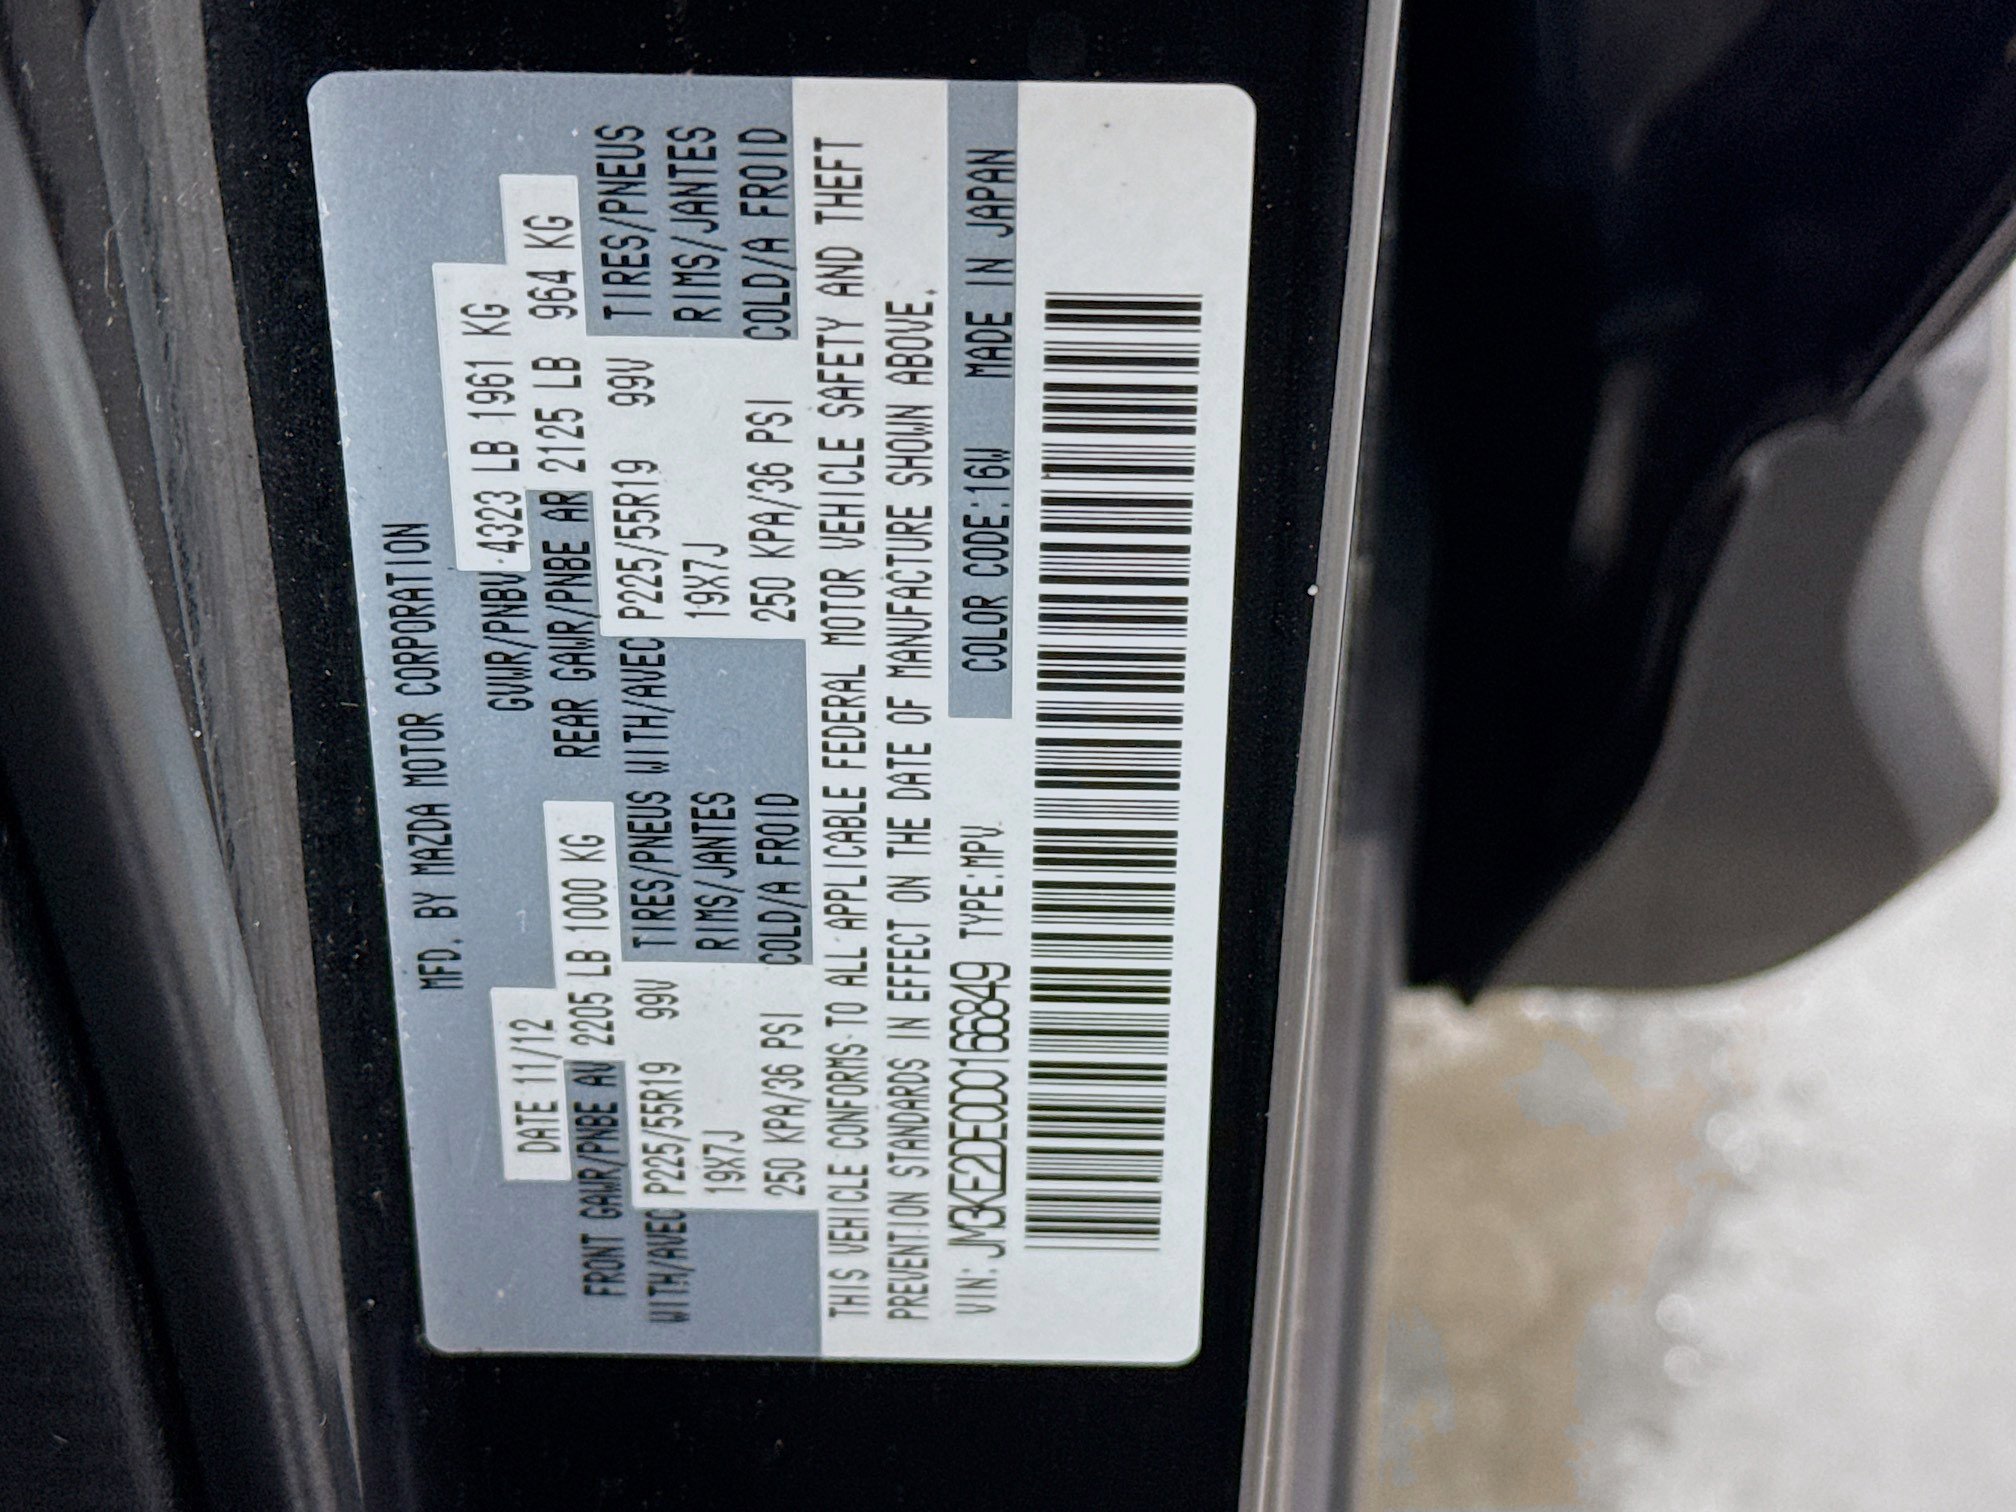 MFD. BY MAZDA MOTOR CORPORATION
DATE 11/12 GVWR/PNBV 4323 LB 1961 KG
FRONT GAWR/PNBE AV 2205 LB 1000 KG REAR GAWR/PNBE AR 2125 LB 964 KG
WITH/AVEC P225/55R19 99V TIRES/PNEUS WITH/AVEC P225/55R19 99V TIRES/PNEUS
19X7J RIMS/JANTES 19X7J RIMS/JANTES
250 KPA/36 PSI COLD/A FROID 250 KPA/36 PSI COLD/A FROID
THIS VEHICLE CONFORMS TO ALL APPLICABLE FEDERAL MOTOR VEHICLE SAFETY AND THEFT
PREVENTION STANDARDS IN EFFECT ON THE DATE OF MANUFACTURE SHOWN ABOVE.
VIN: JM3KE2DE0D0166849 TYPE:MPV COLOR CODE:16W MADE IN JAPAN